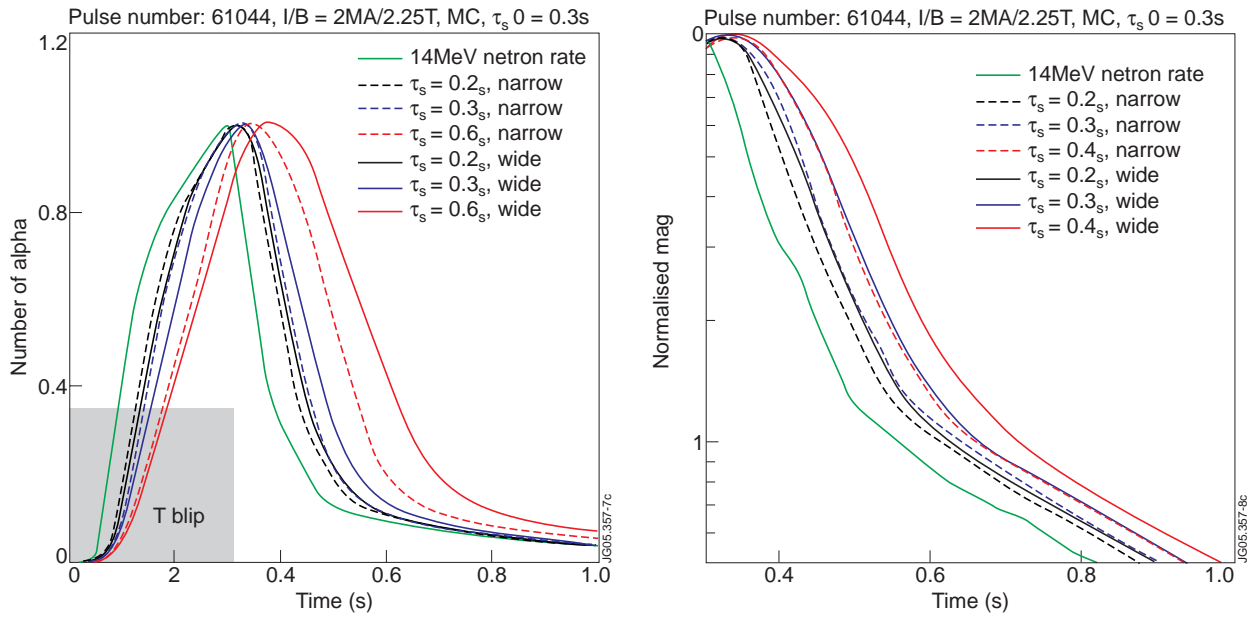 Pulse number: 61044, I/B = 2MA/2.25T, MC, τs 0 = 0.3s
1.2
0.8
0.4
0
Number of alpha
14MeV netron rate
τs = 0.2s, narrow
τs = 0.3s, narrow
τs = 0.6s, narrow
τs = 0.2s, wide
τs = 0.3s, wide
τs = 0.6s, wide
T blip
0 2 0.4 0.6 0.8 1.0
Time (s)
JG05.357-7c
Pulse number: 61044, I/B = 2MA/2.25T, MC, τs 0 = 0.3s
0
1
Normalised mag
14MeV netron rate
τs = 0.2s, narrow
τs = 0.3s, narrow
τs = 0.4s, narrow
τs = 0.2s, wide
τs = 0.3s, wide
τs = 0.4s, wide
0.4 0.6 0.8 1.0
Time (s)
JG05.357-8c